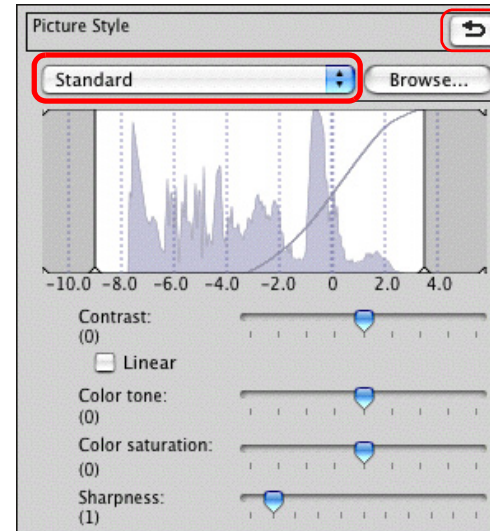 Picture Style
Standard
Browse...
-10.0 -8.0 -6.0 -4.0 -2.0 0 2.0 4.0
Contrast:
(0)
Linear
Color tone:
(0)
Color saturation:
(0)
Sharpness:
(1)